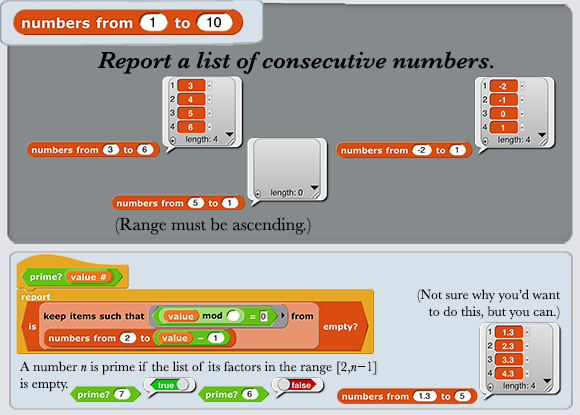 numbers from 1 to 10
Report a list of consecutive numbers.
1 3
2 4
3 5
4 6
length: 4
numbers from 3 to 6
1 -2
2 -1
3 0
4 1
length: 4
numbers from -2 to 1
length: 0
numbers from 5 to 1
(Range must be ascending.)
prime? value #
report
is keep items such that value mod = 0 from
numbers from 2 to value − 1 empty?
A number n is prime if the list of its factors in the range [2,n−1]
is empty.
prime? 7 true prime? 6 false
(Not sure why you'd want
to do this, but you can.)
1 1.3
2 2.3
3 3.3
4 4.3
length: 4
numbers from 1.3 to 5